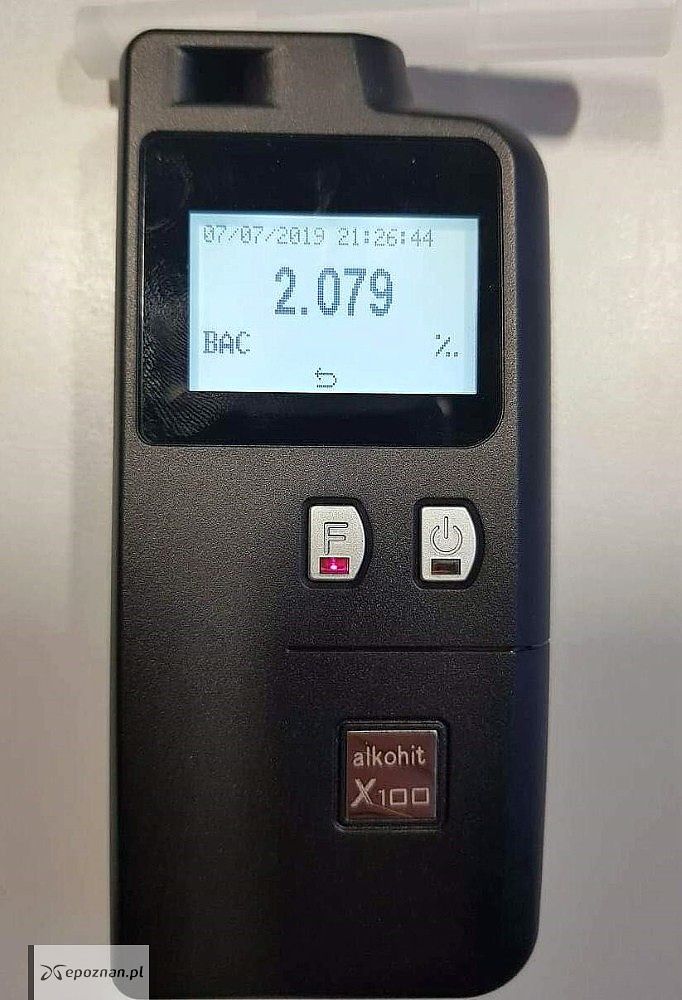 07/07/2019 21:26:44
2.079
BAC ‰
F
alkohit
X100
epoznan.pl